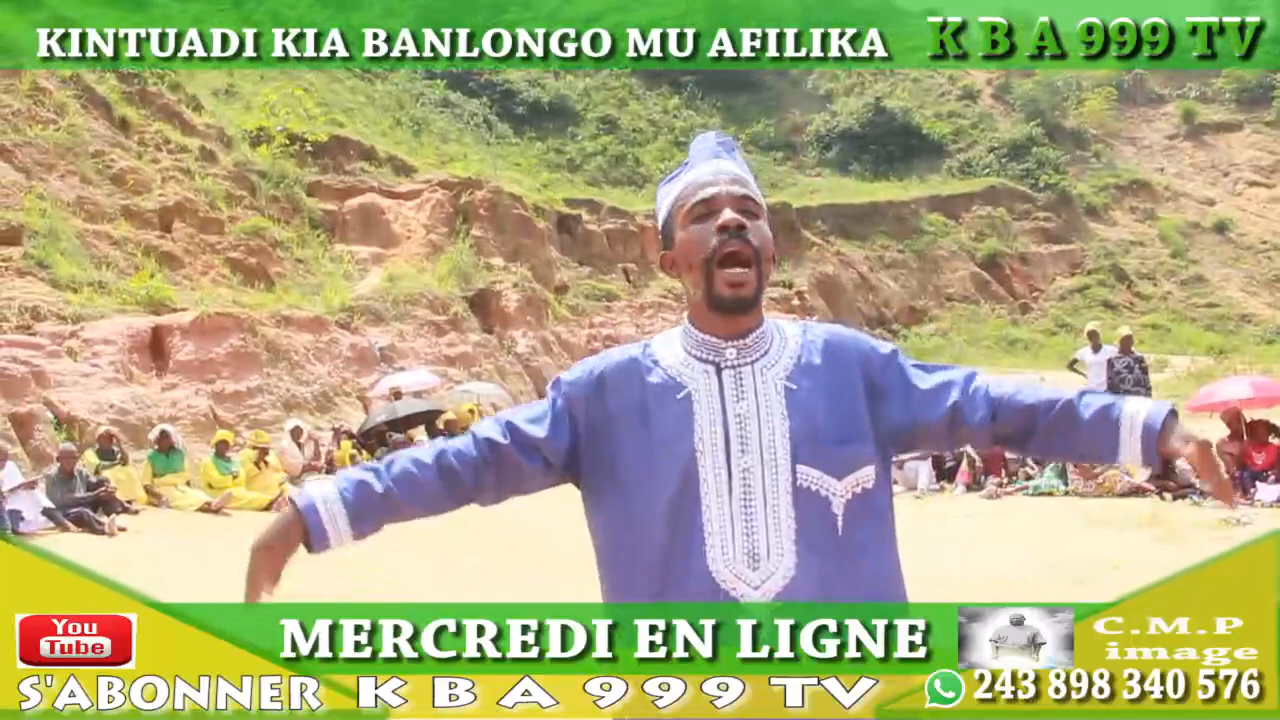 KINTUADI KIA BANLONGO MU AFILIKA
K B A 999 TV
MERCREDI EN LIGNE
You
Tube
C.M.P
image
S'ABONNER K B A 999 TV
243 898 340 576